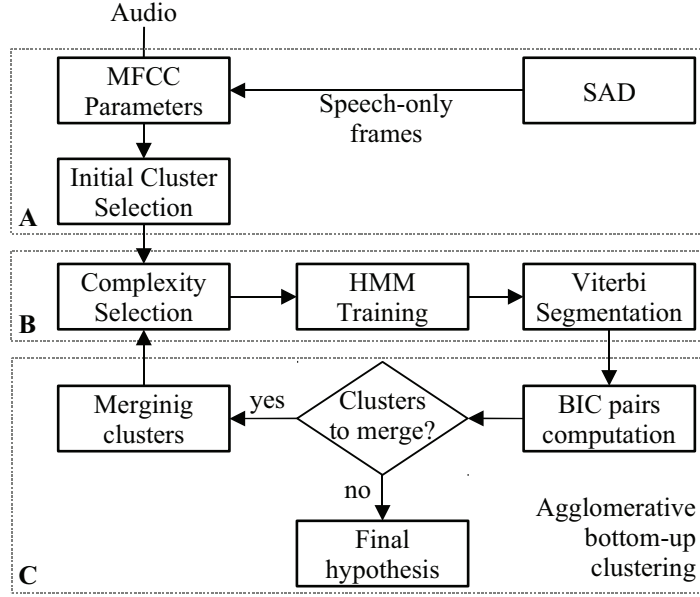 Audio
MFCC
Parameters
Speech-only
frames
SAD
Initial Cluster
Selection
A
Complexity
Selection
HMM
Training
Viterbi
Segmentation
B
Merginig
clusters
yes
Clusters
to merge?
BIC pairs
computation
no
Final
hypothesis
Agglomerative
bottom-up
clustering
C